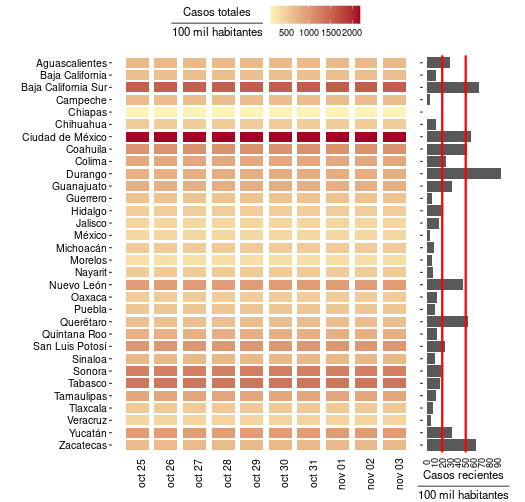 Casos totales
100 mil habitantes
500 1000 1500 2000
Aguascalientes
Baja California
Baja California Sur
Campeche
Chiapas
Chihuahua
Ciudad de México
Coahuila
Colima
Durango
Guanajuato
Guerrero
Hidalgo
Jalisco
México
Michoacán
Morelos
Nayarit
Nuevo León
Oaxaca
Puebla
Querétaro
Quintana Roo
San Luis Potosí
Sinaloa
Sonora
Tabasco
Tamaulipas
Tlaxcala
Veracruz
Yucatán
Zacatecas
oct 25
oct 26
oct 27
oct 28
oct 29
oct 30
oct 31
nov 01
nov 02
nov 03
0 10 20 30 40 50 60 70 80 90
Casos recientes
100 mil habitantes